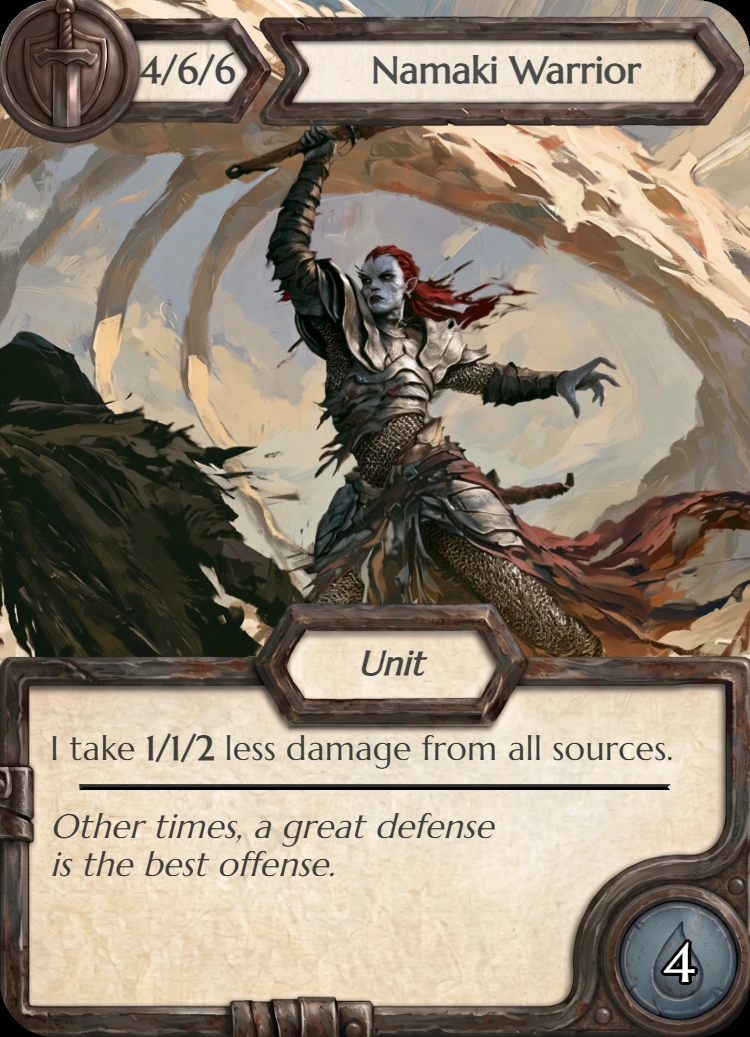 4/6/6
Namaki Warrior
Unit
I take 1/1/2 less damage from all sources.
Other times, a great defense
is the best offense.
4